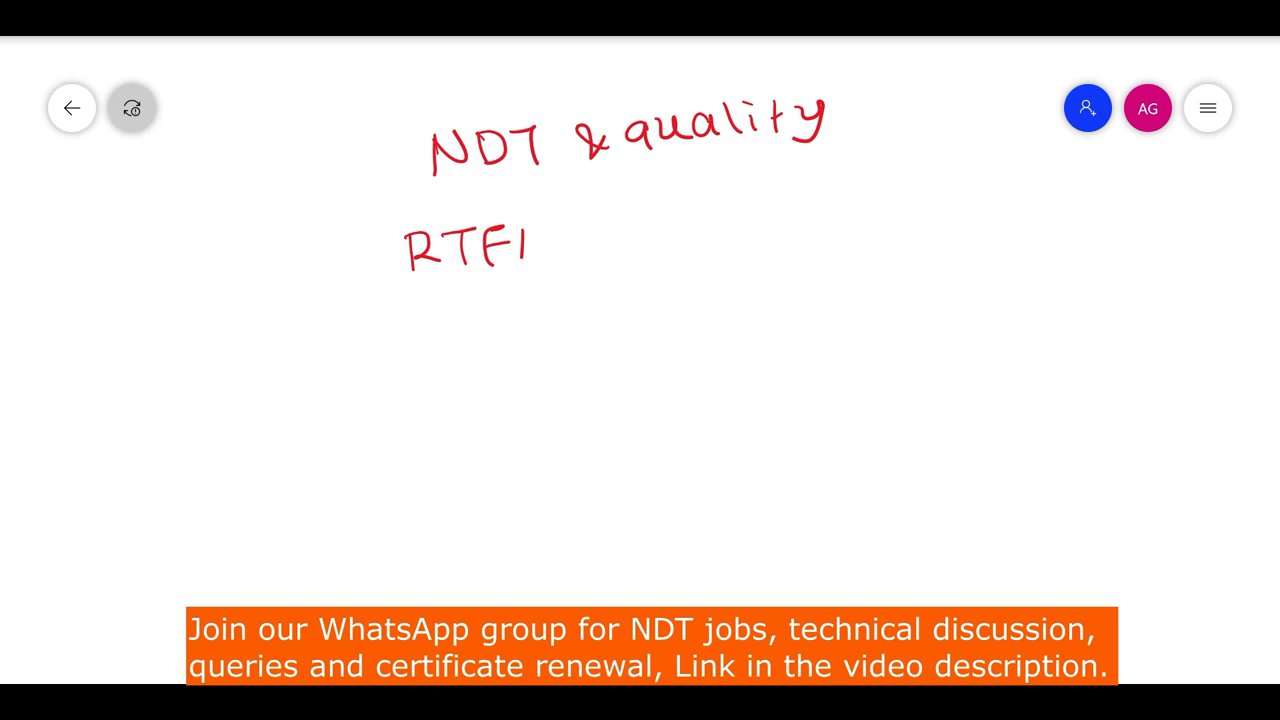 AG
NDT & quality
RTFI
Join our WhatsApp group for NDT jobs, technical discussion,
queries and certificate renewal, Link in the video description.